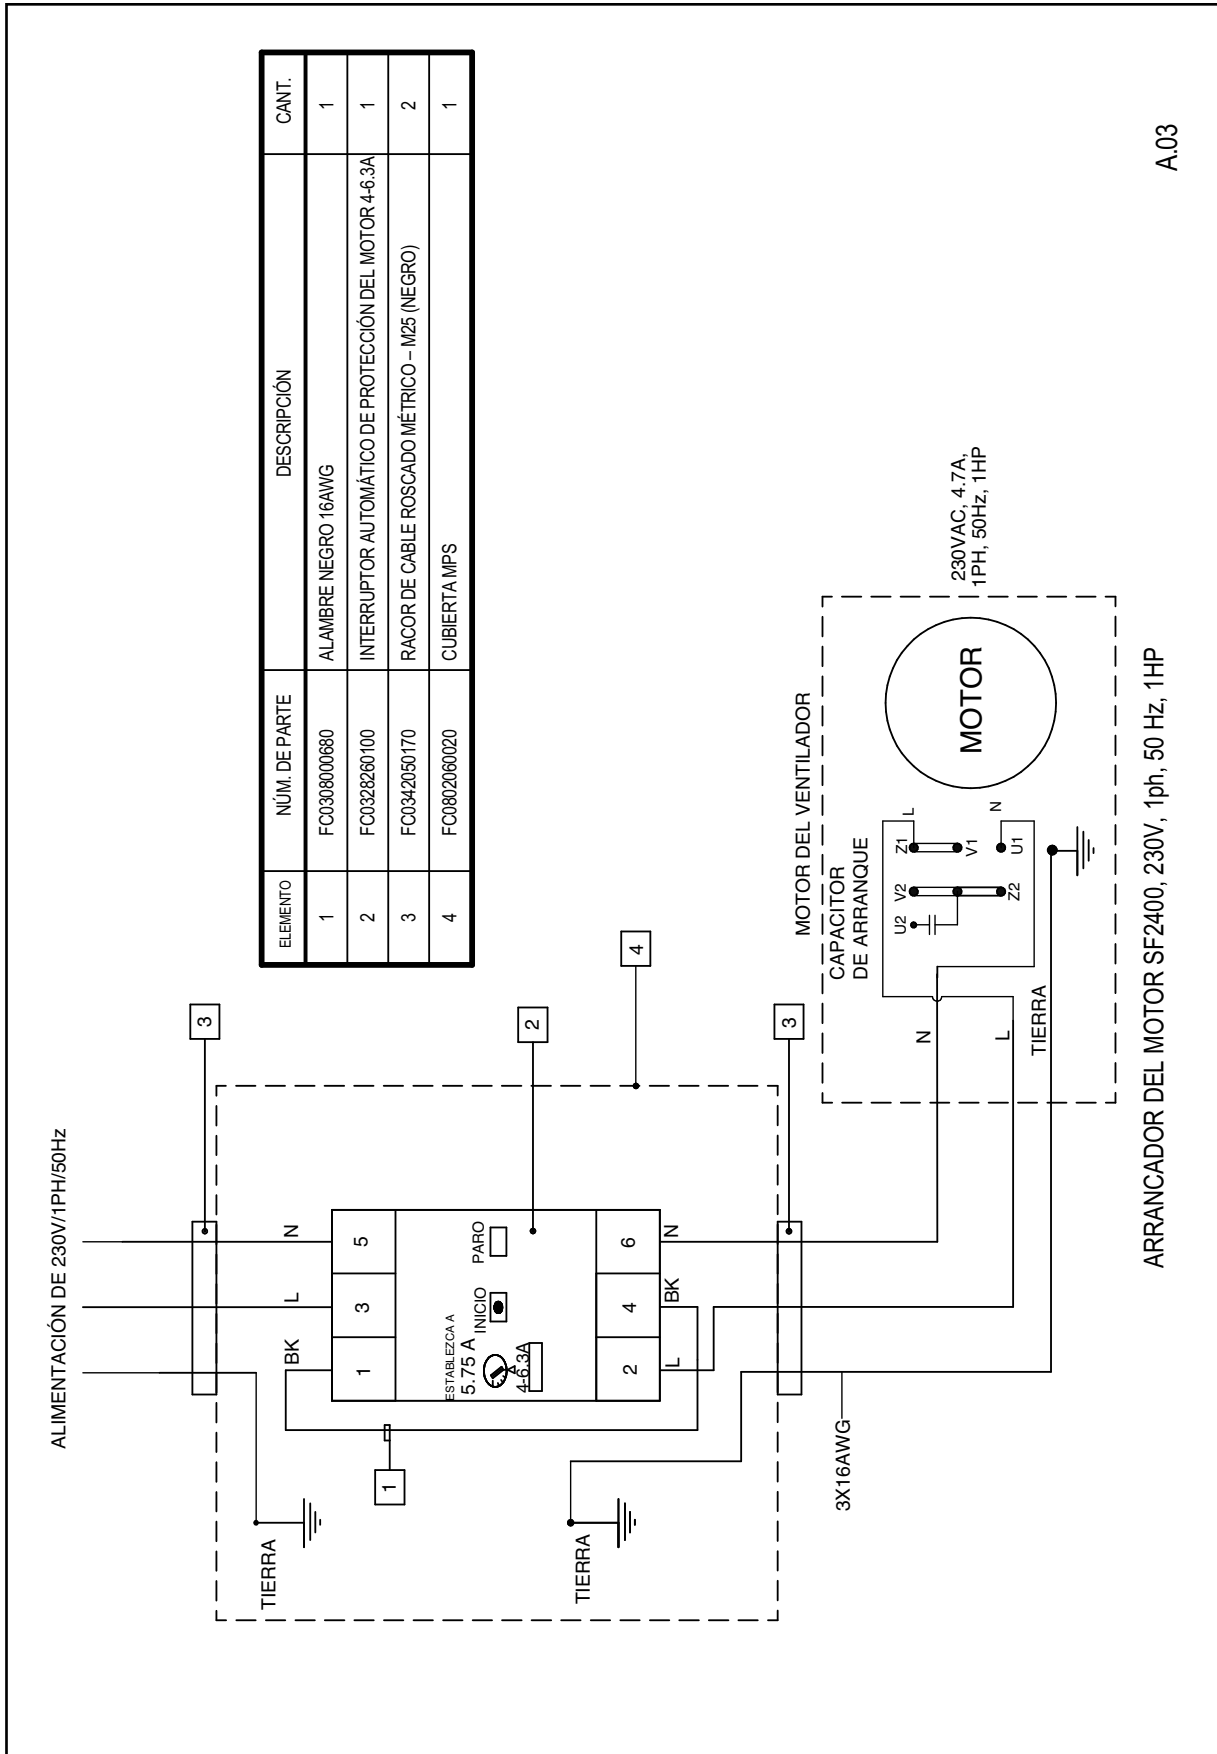 ALIMENTACIÓN DE 230V/1PH/50Hz
ELEMENTO NÚM. DE PARTE DESCRIPCIÓN CANT.
1 FC0308000680 ALAMBRE NEGRO 16AWG 1
2 FC0328260100 INTERRUPTOR AUTOMÁTICO DE PROTECCIÓN DEL MOTOR 4-6.3A 1
3 FC0342050170 RACOR DE CABLE ROSCADO MÉTRICO – M25 (NEGRO) 2
4 FC0802060020 CUBIERTA MPS 1
3
TIERRA
BK
L
N
1
3
5
1
ESTABLEZCA A
5.75 A
4-6.3A
INICIO
PARO
2
2
4
6
L
BK
N
4
TIERRA
3
3X16AWG
MOTOR DEL VENTILADOR
CAPACITOR
DE ARRANQUE
U2
V2
Z2
Z1
V1
U1
L
N
N
L
TIERRA
MOTOR
230VAC, 4.7A,
1PH, 50Hz, 1HP
ARRANCADOR DEL MOTOR SF2400, 230V, 1ph, 50 Hz, 1HP
A.03